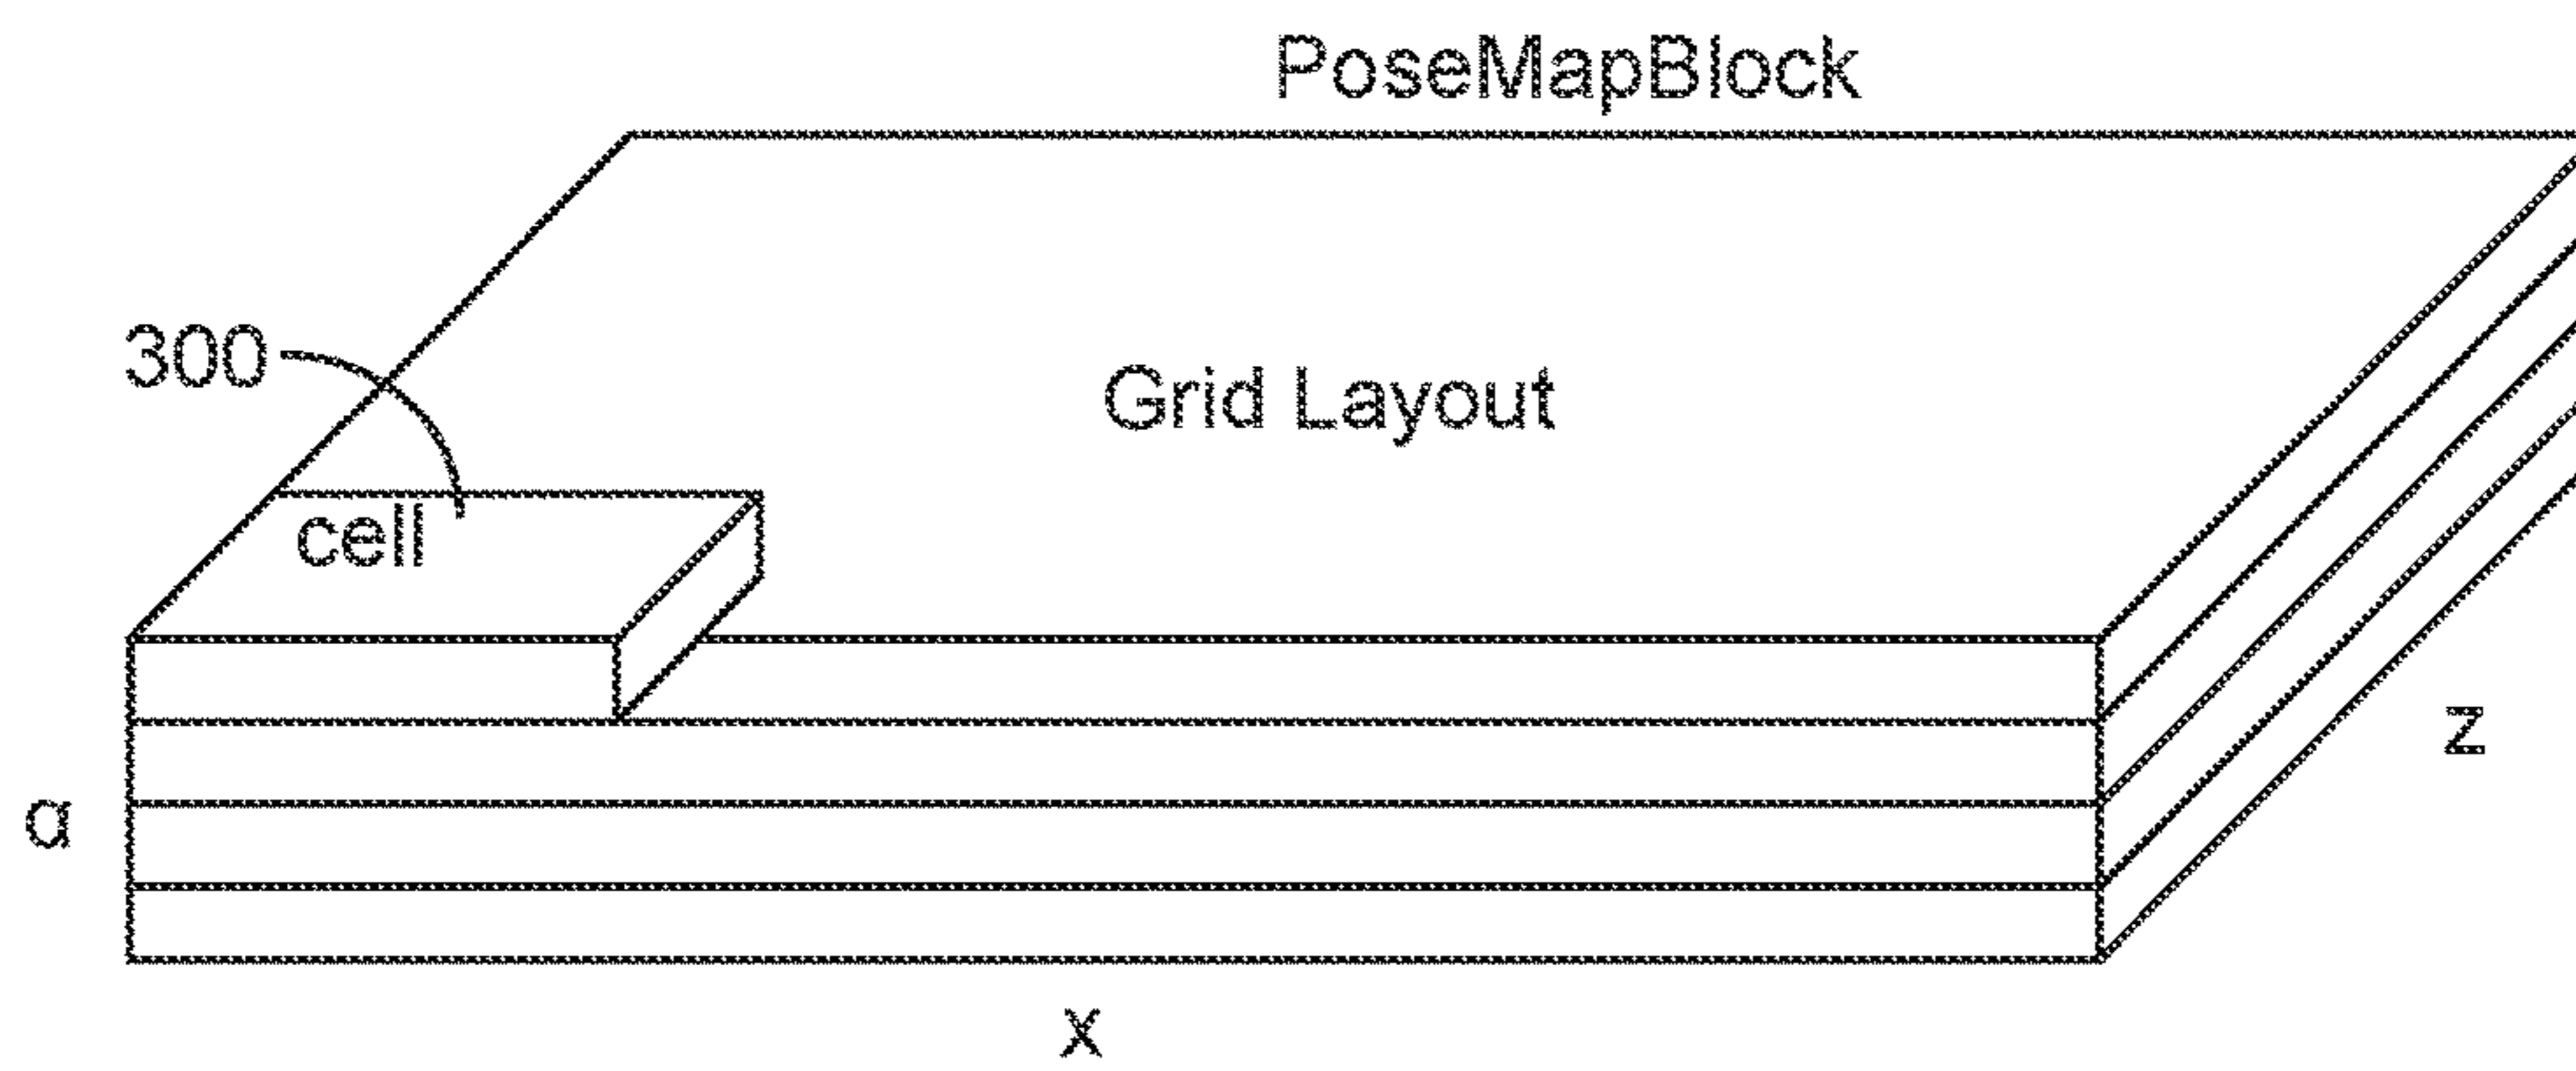 PoseMapBlock
300
Grid Layout
cell
z
α
x